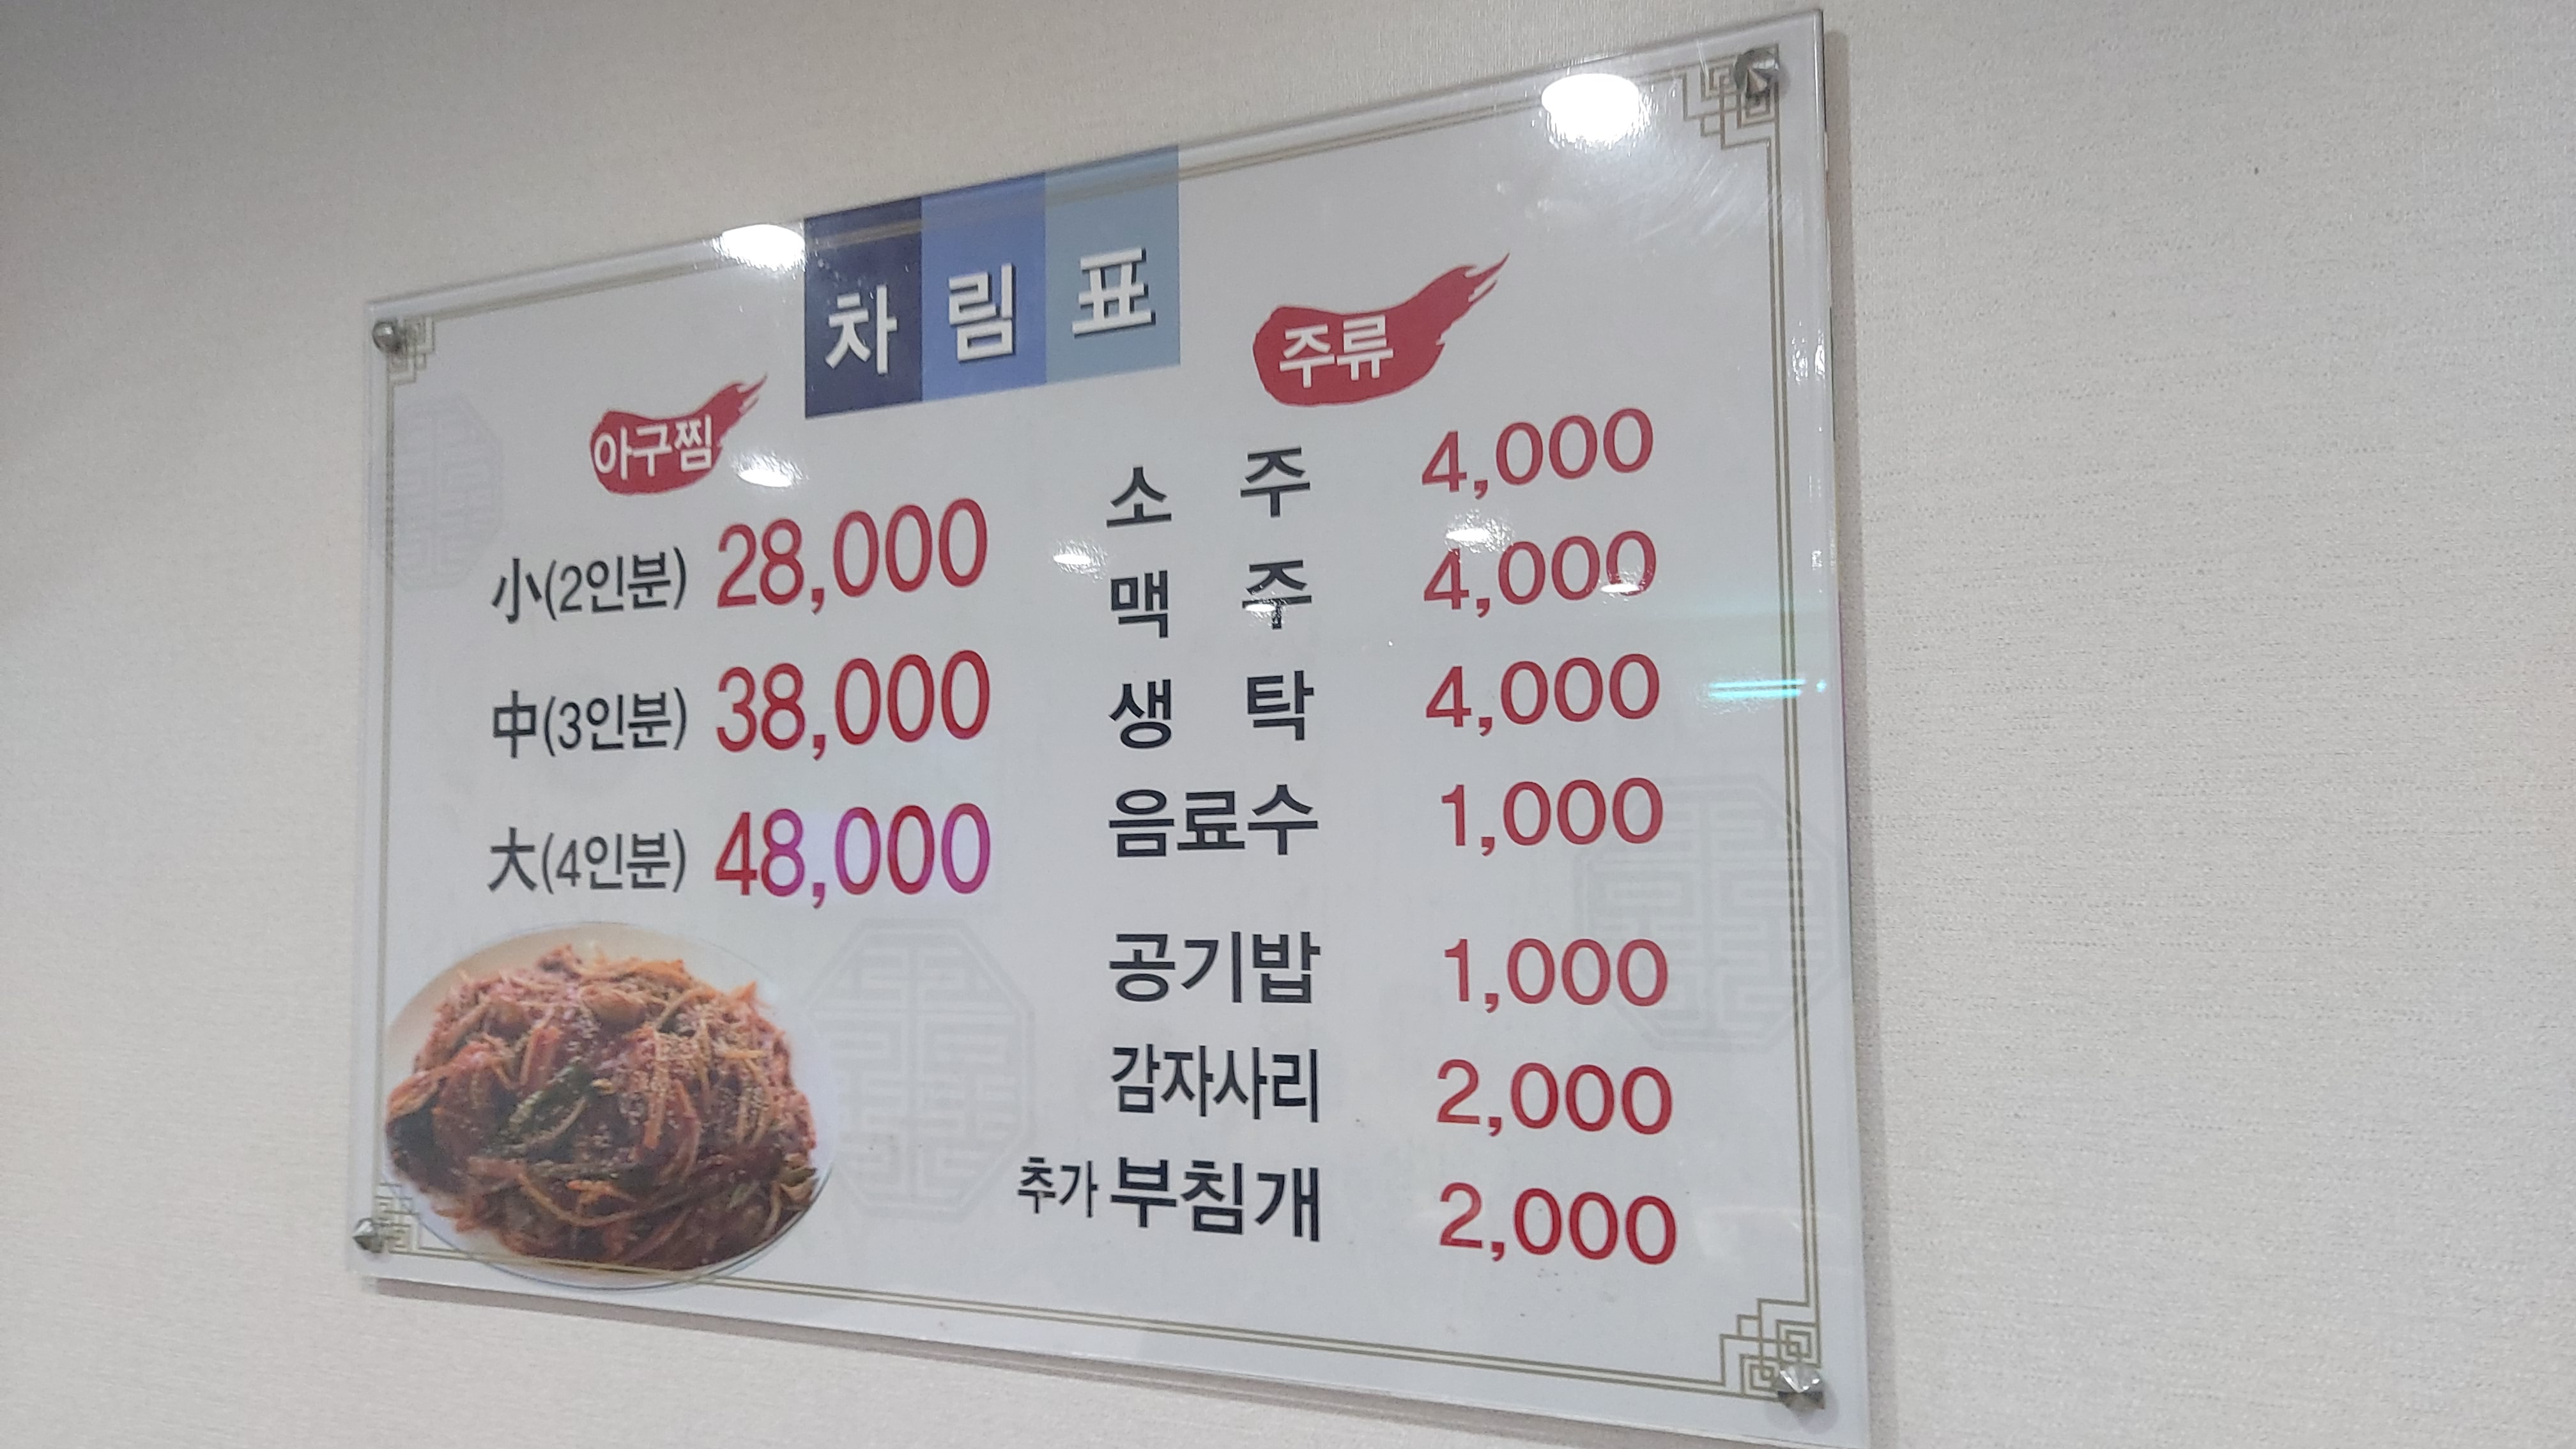 차림표
아구찜
小(2인분) 28,000
中(3인분) 38,000
大(4인분) 48,000
주류
소 주 4,000
맥 주 4,000
생 탁 4,000
음료수 1,000
공기밥 1,000
감자사리 2,000
추가 부침개 2,000